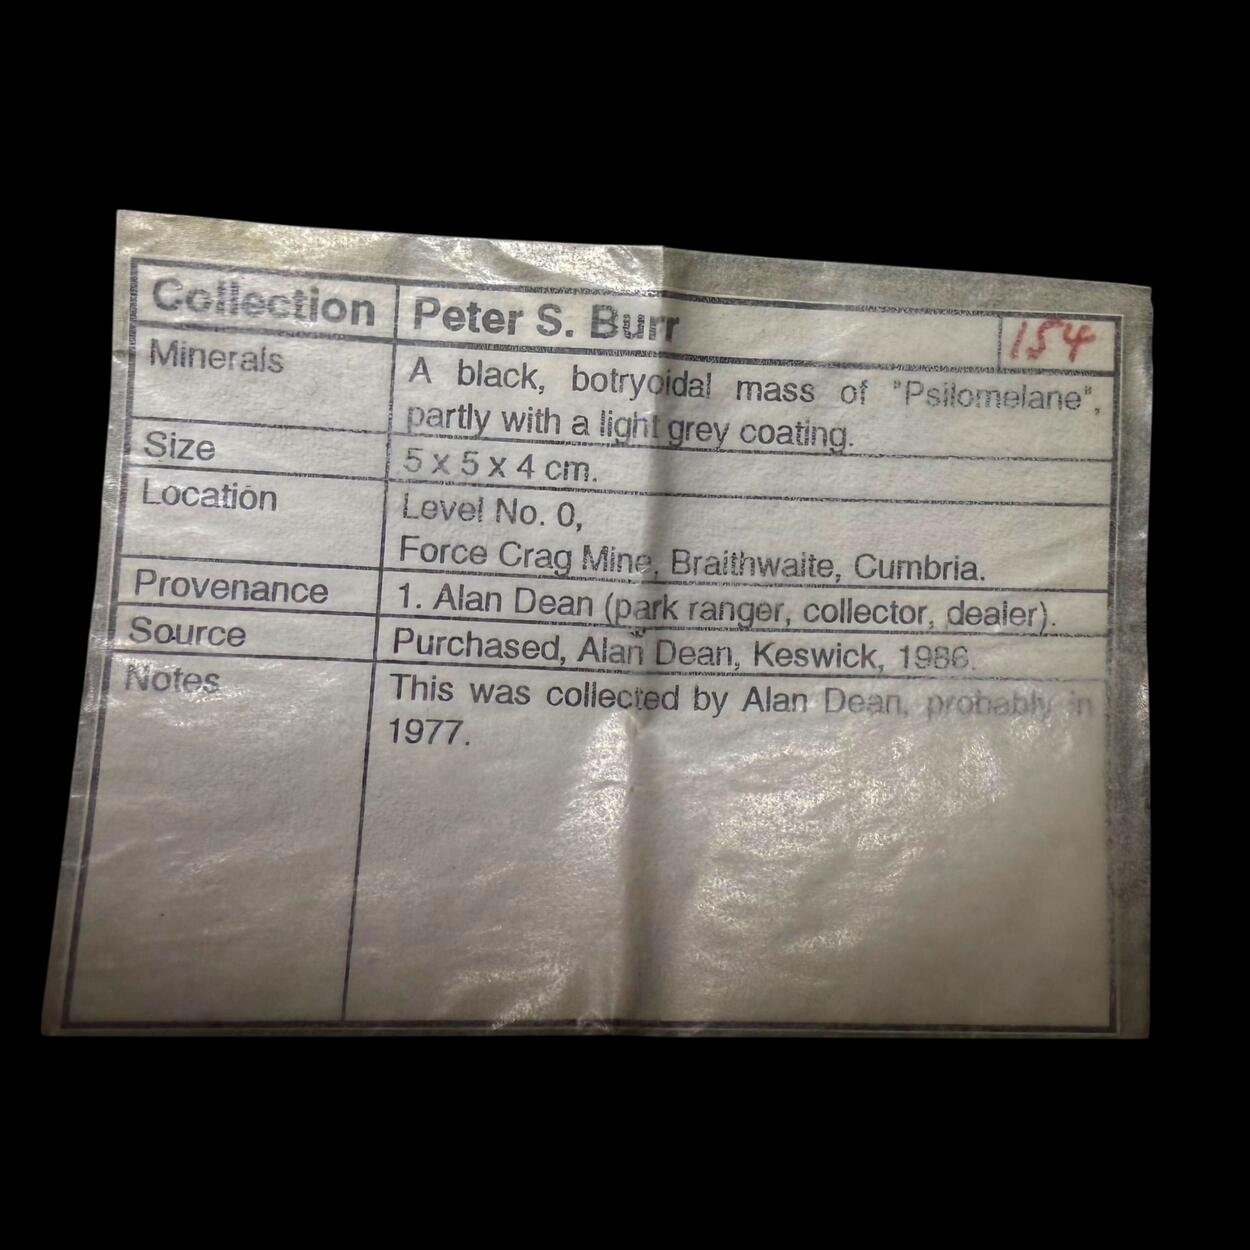 Collection Peter S. Burr 154
Minerals A black, botryoidal mass of "Psilomelane",
partly with a light grey coating.
Size 5 x 5 x 4 cm.
Location Level No. 0,
Force Crag Mine, Braithwaite, Cumbria.
Provenance 1. Alan Dean (park ranger, collector, dealer).
Source Purchased, Alan Dean, Keswick, 1986.
Notes This was collected by Alan Dean, probably in
1977.